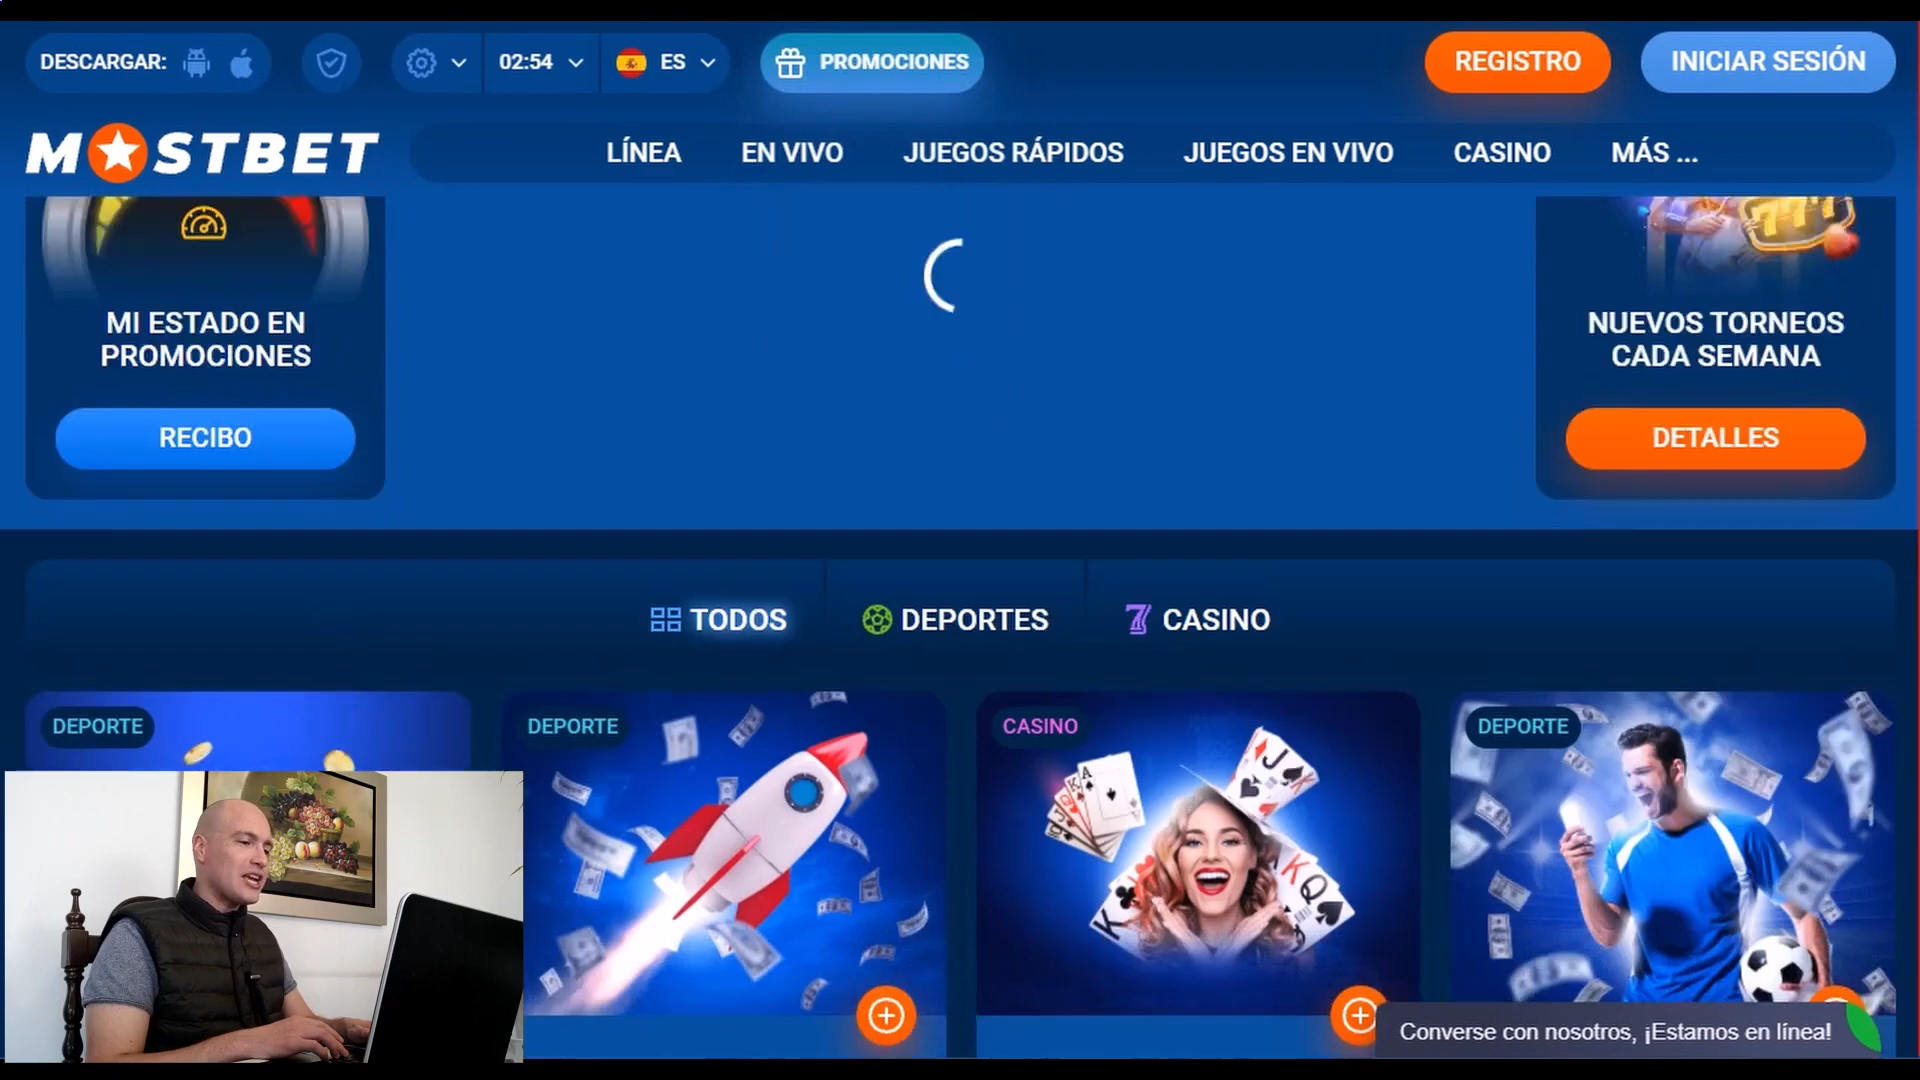 DESCARGAR:
02:54
ES
PROMOCIONES
REGISTRO
INICIAR SESIÓN
MOSTBET
LÍNEA
EN VIVO
JUEGOS RÁPIDOS
JUEGOS EN VIVO
CASINO
MÁS ...
MI ESTADO EN
PROMOCIONES
RECIBO
777
NUEVOS TORNEOS
CADA SEMANA
DETALLES
TODOS
DEPORTES
7 CASINO
DEPORTE
DEPORTE
CASINO
DEPORTE
A
K
Q
J
J
K
K
Q
Converse con nosotros, ¡Estamos en línea!